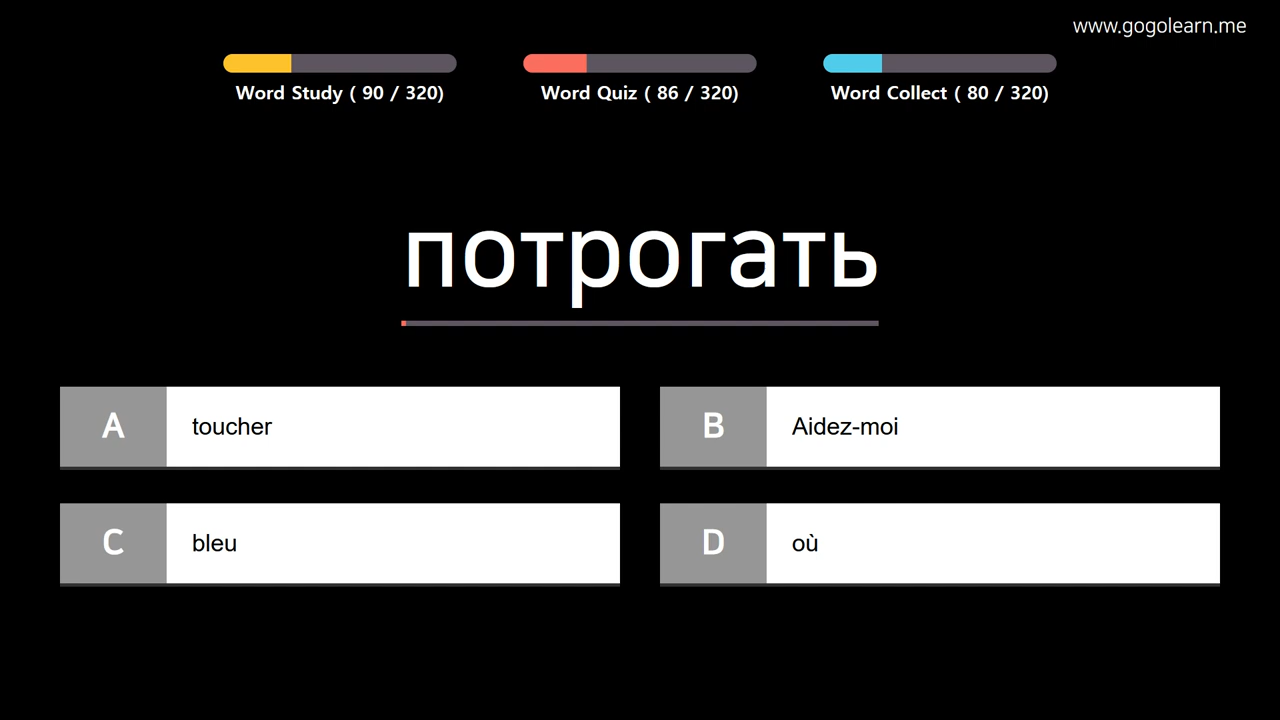 www.gogolearn.me
Word Study ( 90 / 320)
Word Quiz ( 86 / 320)
Word Collect ( 80 / 320)
потрогать
A toucher
B Aidez-moi
C bleu
D où